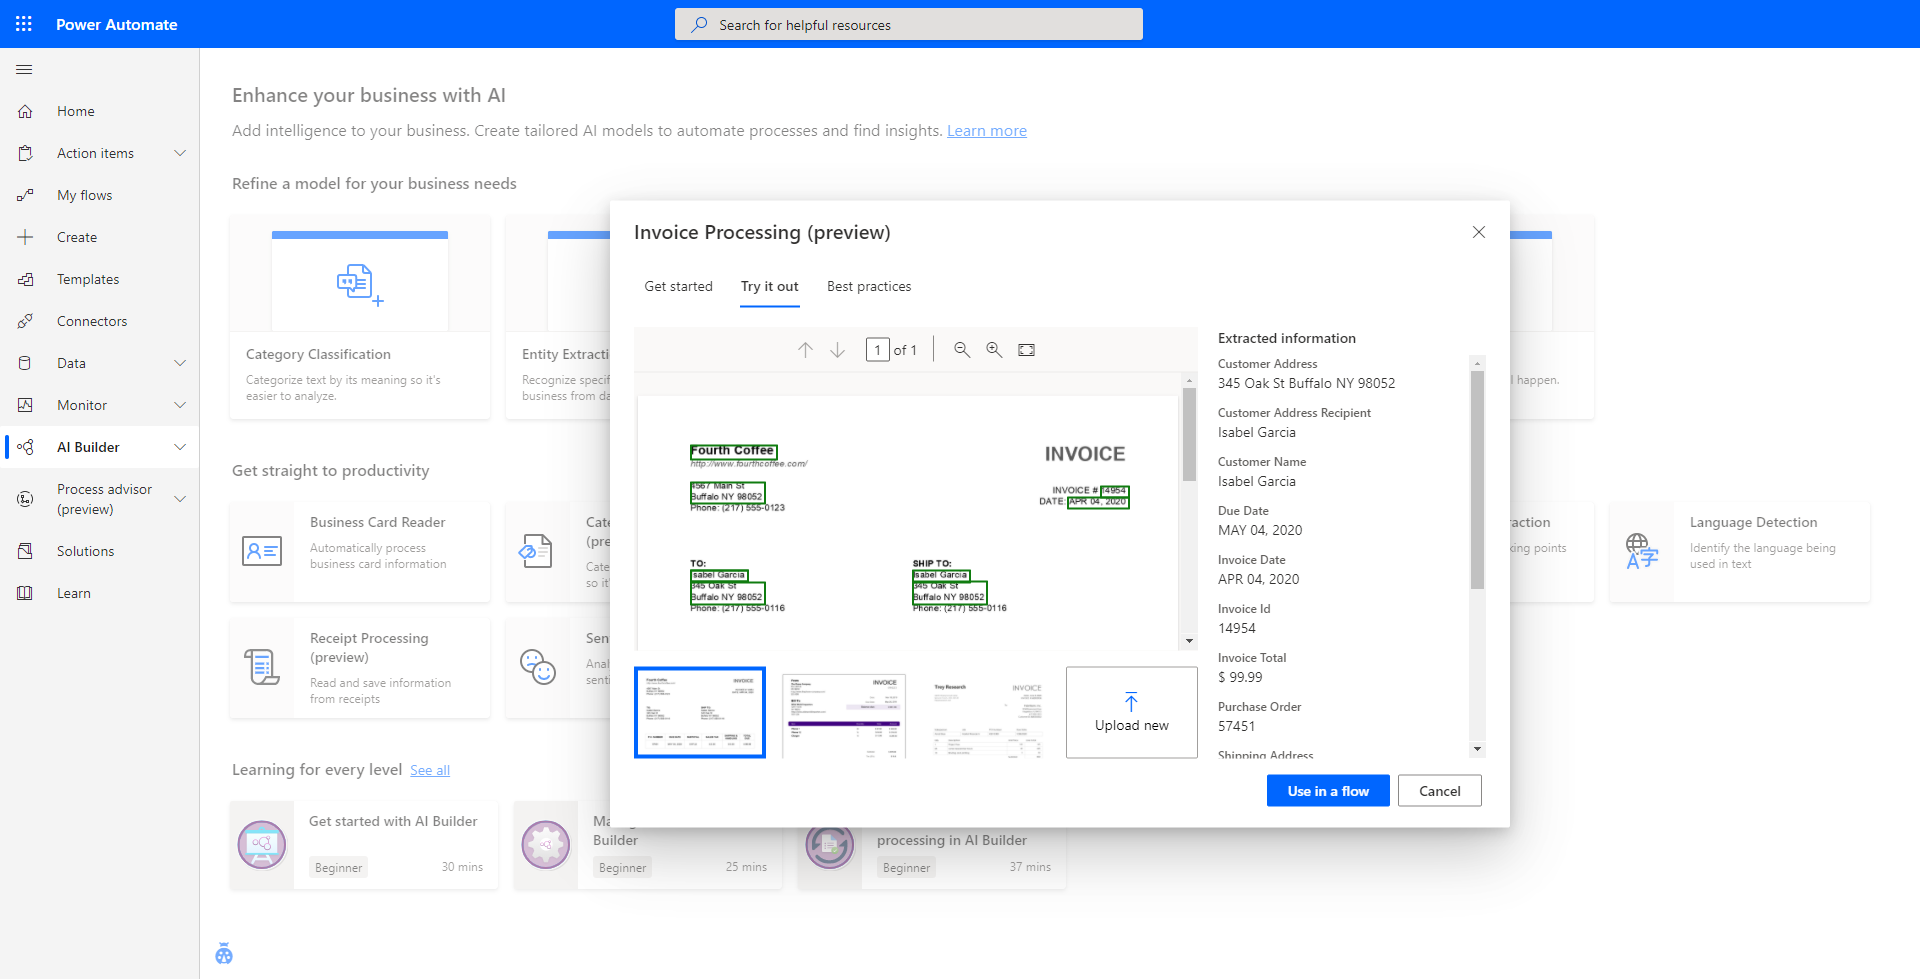 Power Automate
Search for helpful resources
Home
Action items
My flows
Create
Templates
Connectors
Data
Monitor
AI Builder
Process advisor
(preview)
Solutions
Learn
Enhance your business with AI
Add intelligence to your business. Create tailored AI models to automate processes and find insights. Learn more
Refine a model for your business needs
Category Classification
Categorize text by its meaning so it's
easier to analyze.
Entity Extracti
Recognize specif
business from da
happen.
Get straight to productivity
Business Card Reader
Automatically process
business card information
Cate
(pre
Cate
so it'
raction
king points
Language Detection
Identify the language being
used in text
Receipt Processing
(preview)
Read and save information
from receipts
Sen
Anal
senti
Learning for every level See all
Get started with AI Builder
Beginner 30 mins
Manag
Builder
Beginner 25 mins
processing in AI Builder
Beginner 37 mins
Invoice Processing (preview)
Get started
Try it out
Best practices
1 of 1
Fourth Coffee
http://www.fourthcoffee.com/
4567 Main St
Buffalo NY 98052
Phone: (217) 555-0123
INVOICE
INVOICE # 14954
DATE: APR 04, 2020
TO:
Isabel Garcia
345 Oak St
Buffalo NY 98052
Phone: (217) 555-0116
SHIP TO:
Isabel Garcia
345 Oak St
Buffalo NY 98052
Phone: (217) 555-0116
Fourth Coffee
INVOICE
INVOICE
Trey Research
INVOICE
Upload new
Extracted information
Customer Address
345 Oak St Buffalo NY 98052
Customer Address Recipient
Isabel Garcia
Customer Name
Isabel Garcia
Due Date
MAY 04, 2020
Invoice Date
APR 04, 2020
Invoice Id
14954
Invoice Total
$ 99.99
Purchase Order
57451
Shipping Address
Use in a flow
Cancel